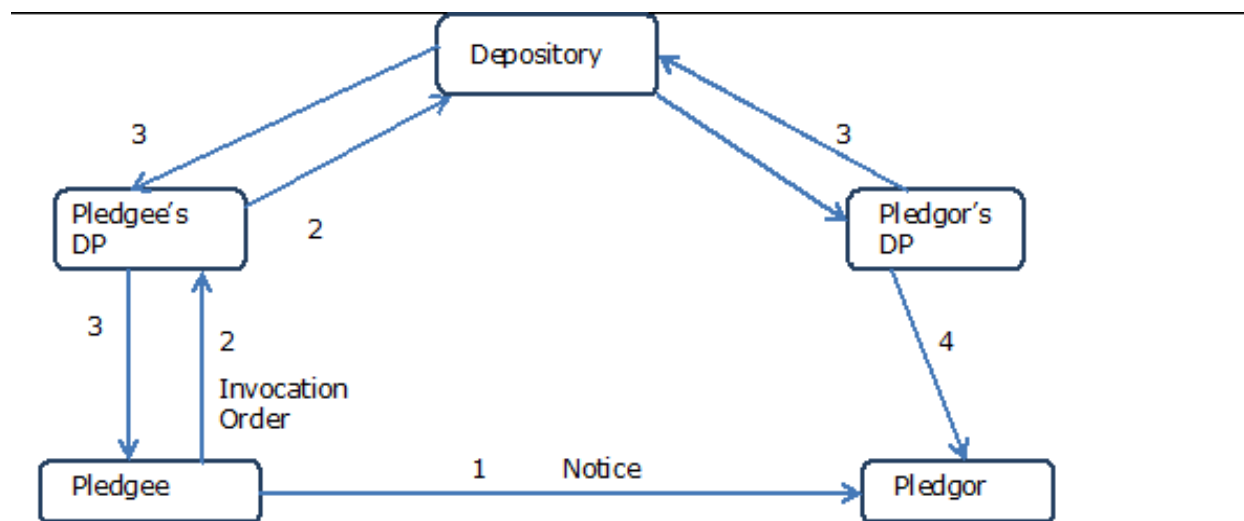 Depository
3
3
Pledgee's
DP
2
Pledgor's
DP
3
2
4
Invocation
Order
Pledgee
1
Notice
Pledgor